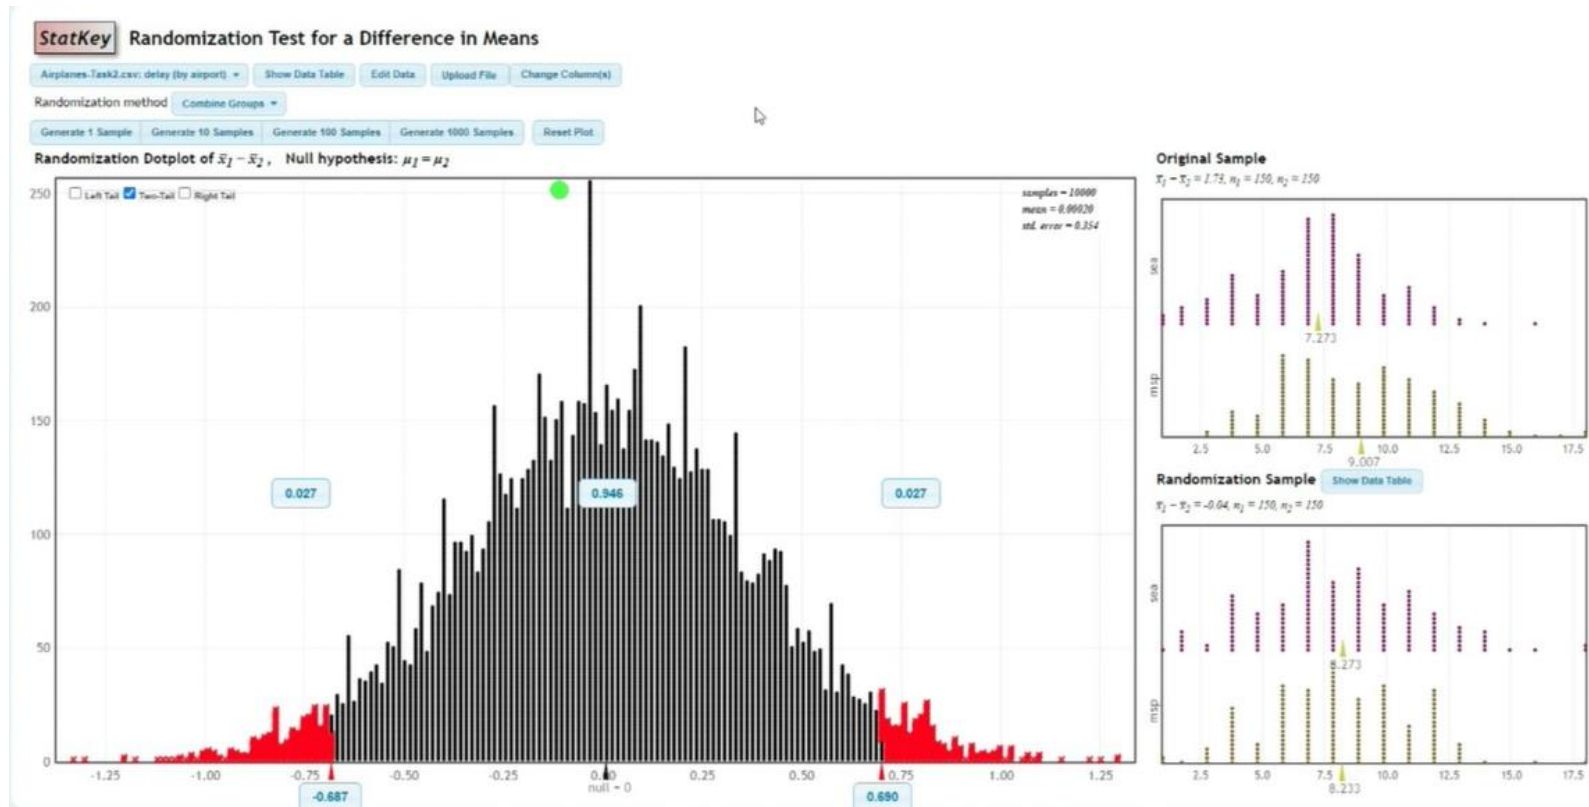 StatKey Randomization Test for a Difference in Means
Airplanes-Task2.csv: delay (by airport) Show Data Table Edit Data Upload File Change Column(s)
Randomization method Combine Groups
Generate 1 Sample Generate 10 Samples Generate 100 Samples Generate 1000 Samples Reset Plot
Randomization Dotplot of x̄₁ − x̄₂ , Null hypothesis: μ₁ = μ₂
Left Tail Two-Tail Right Tail
samples = 10000
mean = 0.00020
std. error = 0.354
250
200
150
100
50
0
0.027 0.946 0.027
-1.25 -1.00 -0.75 -0.50 -0.25 0.00 0.25 0.50 0.75 1.00 1.25
null = 0
-0.687 0.690
Original Sample
x̄₁ − x̄₂ = 1.73, n₁ = 150, n₂ = 150
sea
7.273
msp
2.5 5.0 7.5 10.0 12.5 15.0 17.5
9.007
Randomization Sample Show Data Table
x̄₁ − x̄₂ = -0.04, n₁ = 150, n₂ = 150
sea
8.273
msp
2.5 5.0 7.5 10.0 12.5 15.0 17.5
8.233